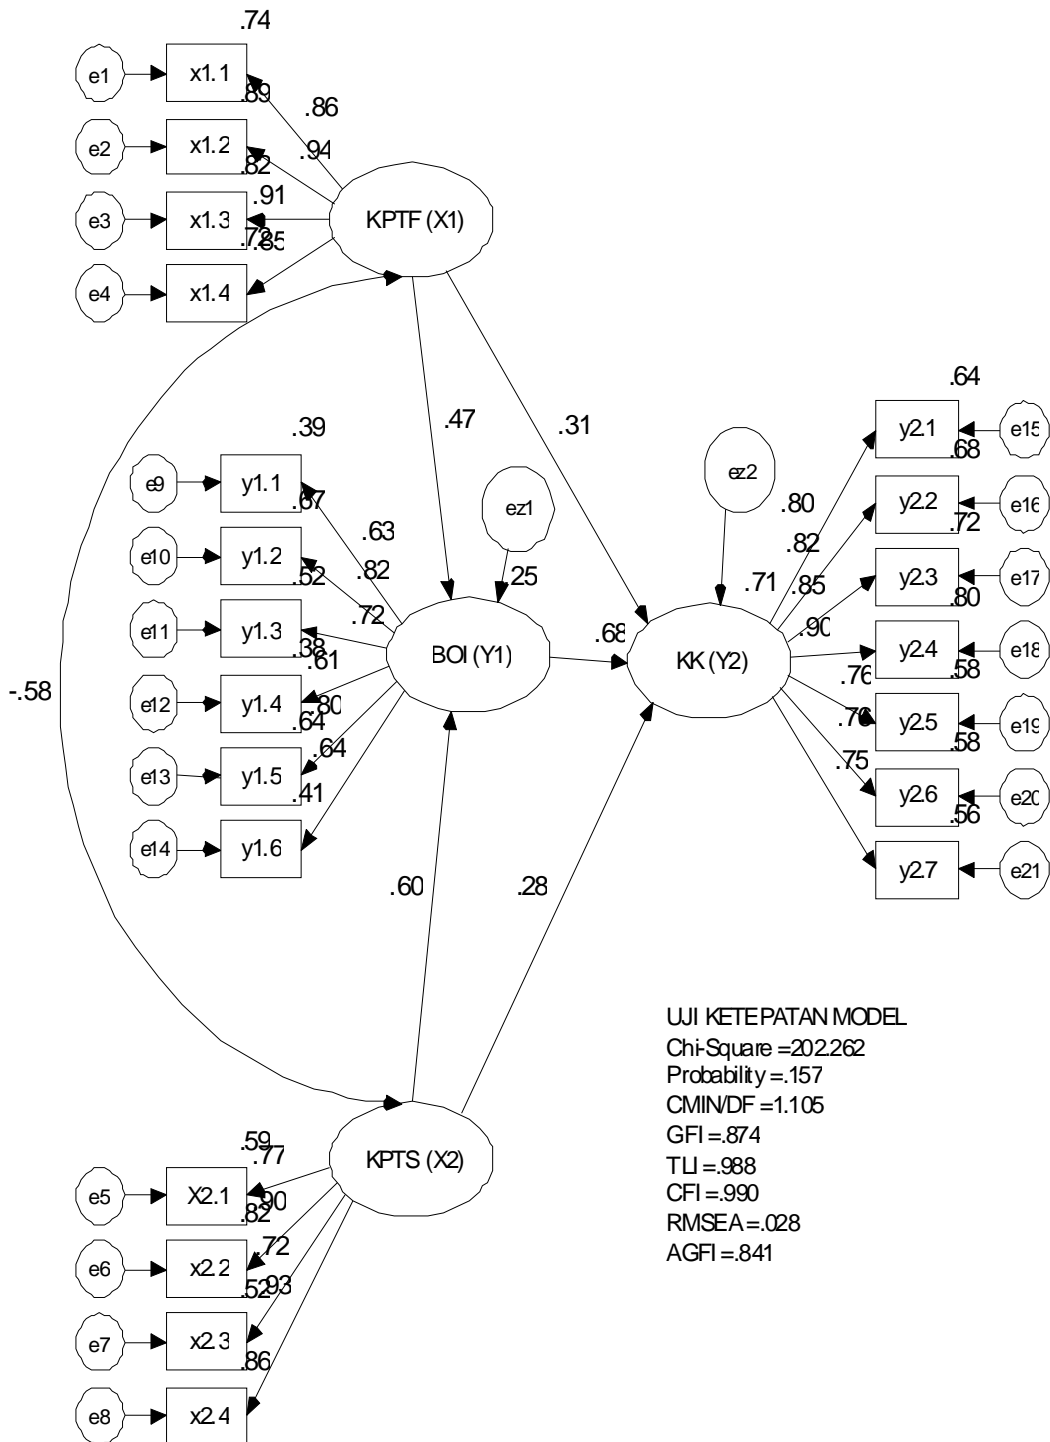 .74
e1
x1.1
.89
.86
e2
x1.2
.94
.82
e3
x1.3
.91
KPTF (X1)
.72
.85
e4
x1.4
.47
.31
-.58
.39
e9
y1.1
.67
.63
e10
y1.2
.82
.52
e11
y1.3
.72
.38
.61
e12
y1.4
.80
.64
e13
y1.5
.64
.41
e14
y1.6
ez1
.25
BOI (Y1)
.68
ez2
.71
KK (Y2)
.64
.80
y2.1
e15
.68
.82
y2.2
e16
.72
.85
y2.3
e17
.80
.90
y2.4
e18
.58
.76
y2.5
e19
.58
.76
y2.6
e20
.56
.75
y2.7
e21
.60
.28
KPTS (X2)
.59
.77
e5
X2.1
.90
.82
e6
x2.2
.72
.52
.93
e7
x2.3
.86
e8
x2.4
UJI KETEPATAN MODEL
Chi-Square =202.262
Probability =.157
CMIN/DF =1.105
GFI =.874
TLI =.988
CFI =.990
RMSEA =.028
AGFI =.841